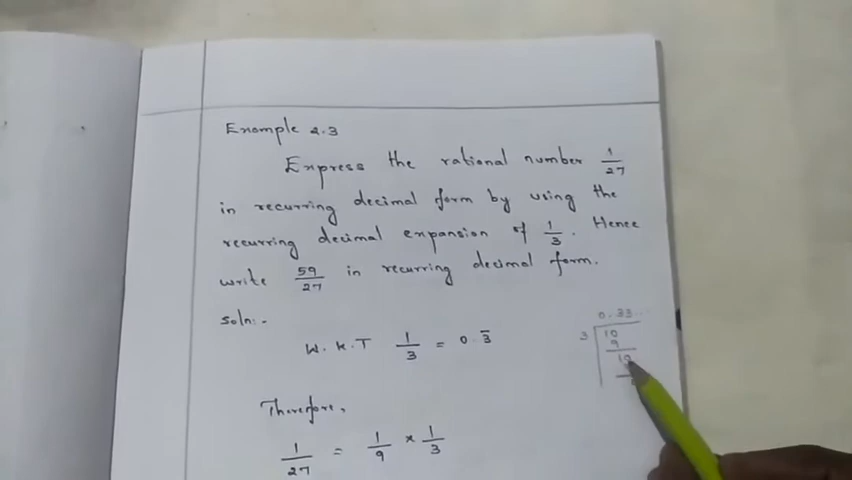 Example 2.3
Express the rational number 1/27
in recurring decimal form by using the
recurring decimal expansion of 1/3. Hence
write 59/27 in recurring decimal form.
Soln:-
W.K.T 1/3 = 0.3̅
0.33..
3 10
9
10
Therefore,
1/27 = 1/9 × 1/3